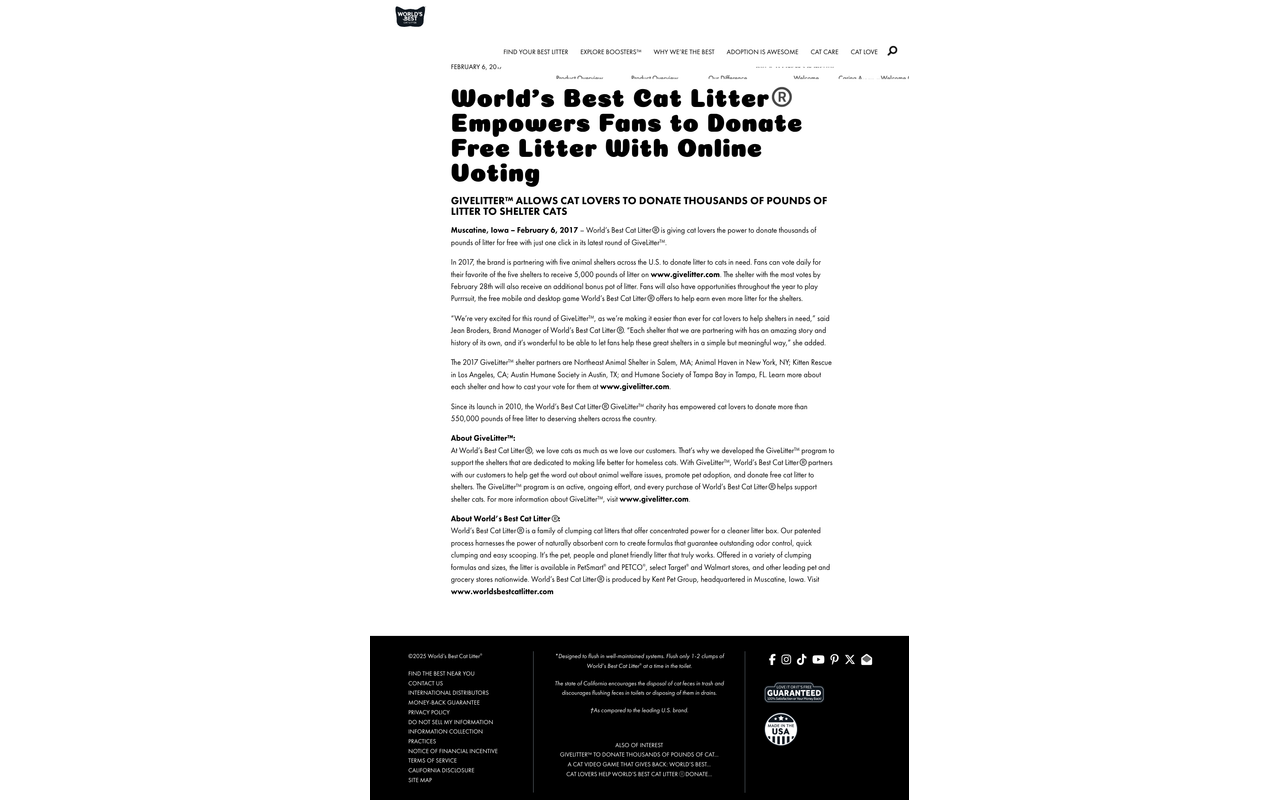 WORLD'S
BEST
FIND YOUR BEST LITTER EXPLORE BOOSTERS™ WHY WE'RE THE BEST ADOPTION IS AWESOME CAT CARE CAT LOVE
FEBRUARY 6, 20
Product Overview Product Overview Our Difference Welcome Caring A Welcome
World's Best Cat Litter®
Empowers Fans to Donate
Free Litter With Online
Voting
GIVELITTER™ ALLOWS CAT LOVERS TO DONATE THOUSANDS OF POUNDS OF
LITTER TO SHELTER CATS
Muscatine, Iowa – February 6, 2017 – World's Best Cat Litter® is giving cat lovers the power to donate thousands of
pounds of litter for free with just one click in its latest round of GiveLitter™.
In 2017, the brand is partnering with five animal shelters across the U.S. to donate litter to cats in need. Fans can vote daily for
their favorite of the five shelters to receive 5,000 pounds of litter on www.givelitter.com. The shelter with the most votes by
February 28th will also receive an additional bonus pot of litter. Fans will also have opportunities throughout the year to play
Purrrsuit, the free mobile and desktop game World's Best Cat Litter® offers to help earn even more litter for the shelters.
"We're very excited for this round of GiveLitter™, as we're making it easier than ever for cat lovers to help shelters in need," said
Jean Broders, Brand Manager of World's Best Cat Litter®. "Each shelter that we are partnering with has an amazing story and
history of its own, and it's wonderful to be able to let fans help these great shelters in a simple but meaningful way," she added.
The 2017 GiveLitter™ shelter partners are Northeast Animal Shelter in Salem, MA; Animal Haven in New York, NY; Kitten Rescue
in Los Angeles, CA; Austin Humane Society in Austin, TX; and Humane Society of Tampa Bay in Tampa, FL. Learn more about
each shelter and how to cast your vote for them at www.givelitter.com.
Since its launch in 2010, the World's Best Cat Litter® GiveLitter™ charity has empowered cat lovers to donate more than
550,000 pounds of free litter to deserving shelters across the country.
About GiveLitter™:
At World's Best Cat Litter®, we love cats as much as we love our customers. That's why we developed the GiveLitter™ program to
support the shelters that are dedicated to making life better for homeless cats. With GiveLitter™, World's Best Cat Litter® partners
with our customers to help get the word out about animal welfare issues, promote pet adoption, and donate free cat litter to
shelters. The GiveLitter™ program is an active, ongoing effort, and every purchase of World's Best Cat Litter® helps support
shelter cats. For more information about GiveLitter™, visit www.givelitter.com.
About World's Best Cat Litter®:
World's Best Cat Litter® is a family of clumping cat litters that offer concentrated power for a cleaner litter box. Our patented
process harnesses the power of naturally absorbent corn to create formulas that guarantee outstanding odor control, quick
clumping and easy scooping. It's the pet, people and planet friendly litter that truly works. Offered in a variety of clumping
formulas and sizes, the litter is available in PetSmart® and PETCO®, select Target® and Walmart stores, and other leading pet and
grocery stores nationwide. World's Best Cat Litter® is produced by Kent Pet Group, headquartered in Muscatine, Iowa. Visit
www.worldsbestcatlitter.com
©2025 World's Best Cat Litter®
FIND THE BEST NEAR YOU
CONTACT US
INTERNATIONAL DISTRIBUTORS
MONEY-BACK GUARANTEE
PRIVACY POLICY
DO NOT SELL MY INFORMATION
INFORMATION COLLECTION
PRACTICES
NOTICE OF FINANCIAL INCENTIVE
TERMS OF SERVICE
CALIFORNIA DISCLOSURE
SITE MAP
*Designed to flush in well-maintained systems. Flush only 1-2 clumps of
World's Best Cat Litter® at a time in the toilet.
The state of California encourages the disposal of cat feces in trash and
discourages flushing feces in toilets or disposing of them in drains.
†As compared to the leading U.S. brand.
ALSO OF INTEREST
GIVELITTER™ TO DONATE THOUSANDS OF POUNDS OF CAT...
A CAT VIDEO GAME THAT GIVES BACK: WORLD'S BEST...
CAT LOVERS HELP WORLD'S BEST CAT LITTER®DONATE...
LOVE IT OR IT'S FREE
GUARANTEED
MADE IN THE
USA